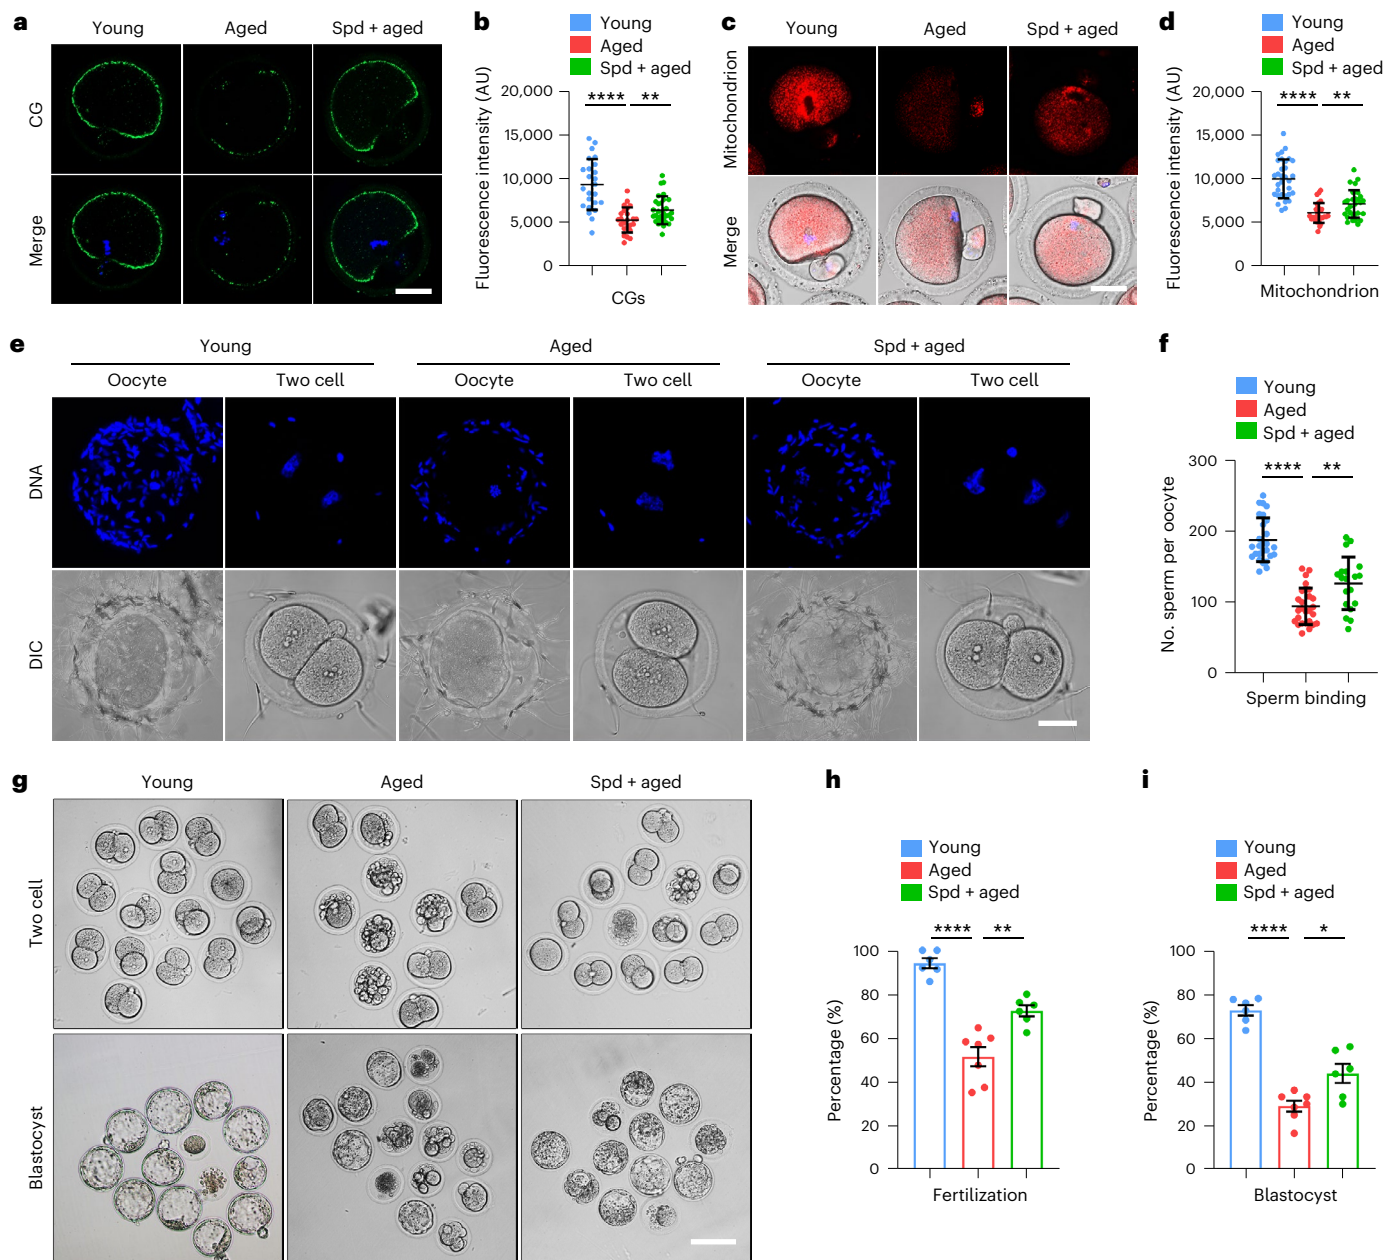 a
Young
Aged
Spd + aged
CG
Merge
b
Young
Aged
Spd + aged
Fluorescence intensity (AU)
20,000
15,000
10,000
5,000
0
****
**
CGs
c
Young
Aged
Spd + aged
Mitochondrion
Merge
d
Young
Aged
Spd + aged
Fluorescence intensity (AU)
20,000
15,000
10,000
5,000
0
****
**
Mitochondrion
e
Young
Aged
Spd + aged
Oocyte
Two cell
Oocyte
Two cell
Oocyte
Two cell
DNA
DIC
f
Young
Aged
Spd + aged
No. sperm per oocyte
300
200
100
0
****
**
Sperm binding
g
Young
Aged
Spd + aged
Two cell
Blastocyst
h
Young
Aged
Spd + aged
Percentage (%)
100
80
60
40
20
0
****
**
Fertilization
i
Young
Aged
Spd + aged
Percentage (%)
100
80
60
40
20
0
****
*
Blastocyst